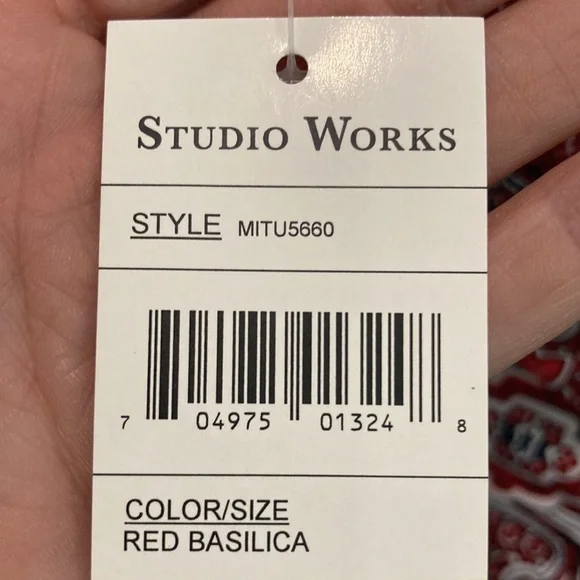 STUDIO WORKS
STYLE MITU5660
7 04975 01324 8
COLOR/SIZE
RED BASILICA